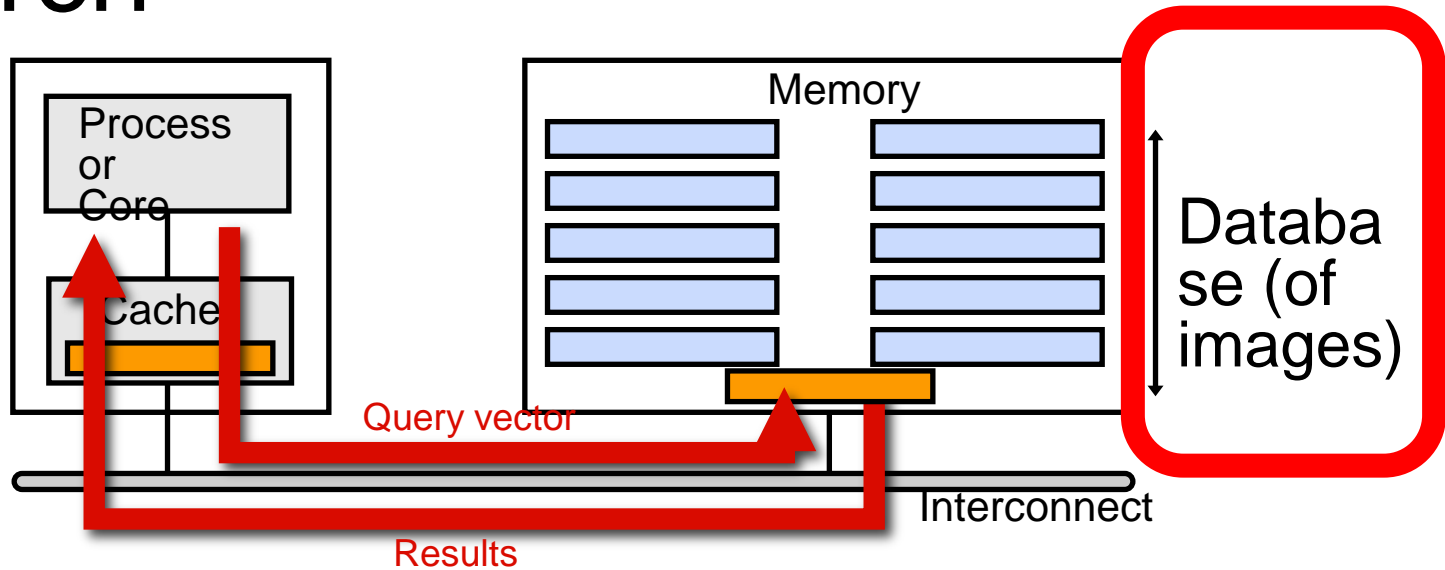 Process
or
Core
Cache
Memory
Databa
se (of
images)
Query vector
Interconnect
Results